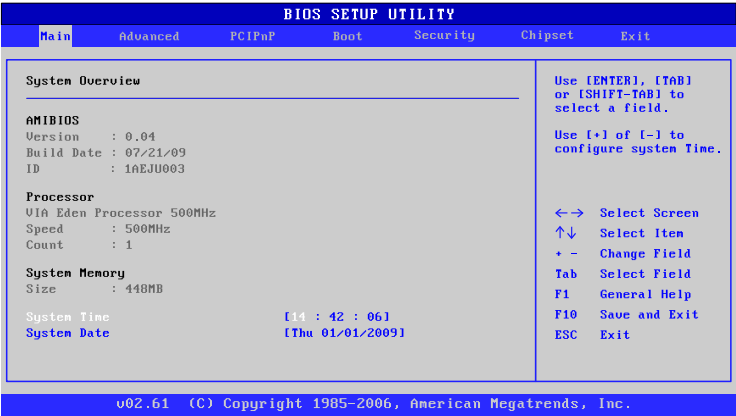 BIOS SETUP UTILITY
Main Advanced PCIPnP Boot Security Chipset Exit
System Overview
AMIBIOS
Version : 0.04
Build Date : 07/21/09
ID : 1AEJU003
Processor
VIA Eden Processor 500MHz
Speed : 500MHz
Count : 1
System Memory
Size : 448MB
System Time [14 : 42 : 06]
System Date [Thu 01/01/2009]
Use [ENTER], [TAB]
or [SHIFT-TAB] to
select a field.
Use [+] of [-] to
configure system Time.
←→ Select Screen
↑↓ Select Item
+ - Change Field
Tab Select Field
F1 General Help
F10 Save and Exit
ESC Exit
v02.61 (C) Copyright 1985-2006, American Megatrends, Inc.